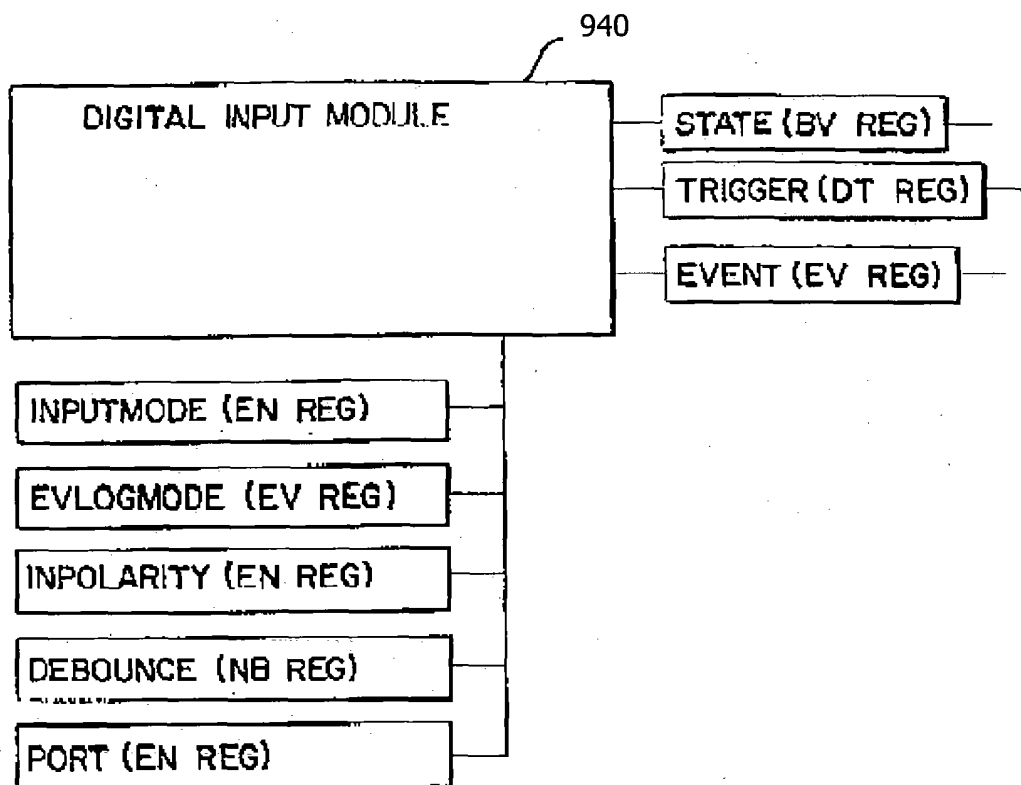 940
DIGITAL INPUT MODULE
STATE (BV REG)
TRIGGER (DT REG)
EVENT (EV REG)
INPUTMODE (EN REG)
EVLOGMODE (EV REG)
INPOLARITY (EN REG)
DEBOUNCE (NB REG)
PORT (EN REG)